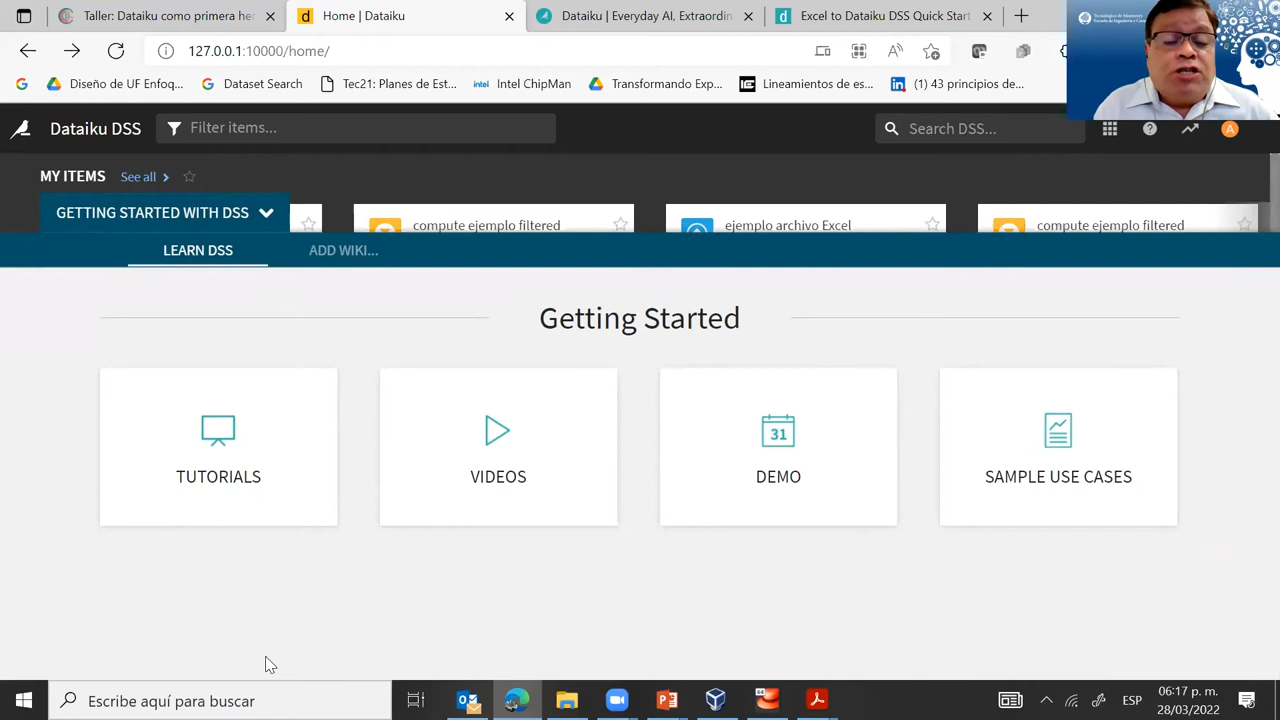 Taller: Dataiku como primera her
Home | Dataiku
Dataiku | Everyday AI, Extraordin
Excel to Dataiku DSS Quick Start
127.0.0.1:10000/home/
Diseño de UF Enfoq...
Dataset Search
Tec21: Planes de Est...
intel Intel ChipMan
Transformando Exp...
Lineamientos de es...
(1) 43 principios de...
Tecnológico de Monterrey
Dataiku DSS
Filter items...
Search DSS...
A
MY ITEMS
See all
GETTING STARTED WITH DSS
compute ejemplo filtered
ejemplo archivo Excel
compute ejemplo filtered
LEARN DSS
ADD WIKI...
Getting Started
31
TUTORIALS
VIDEOS
DEMO
SAMPLE USE CASES
Escribe aquí para buscar
ESP
06:17 p. m.
28/03/2022